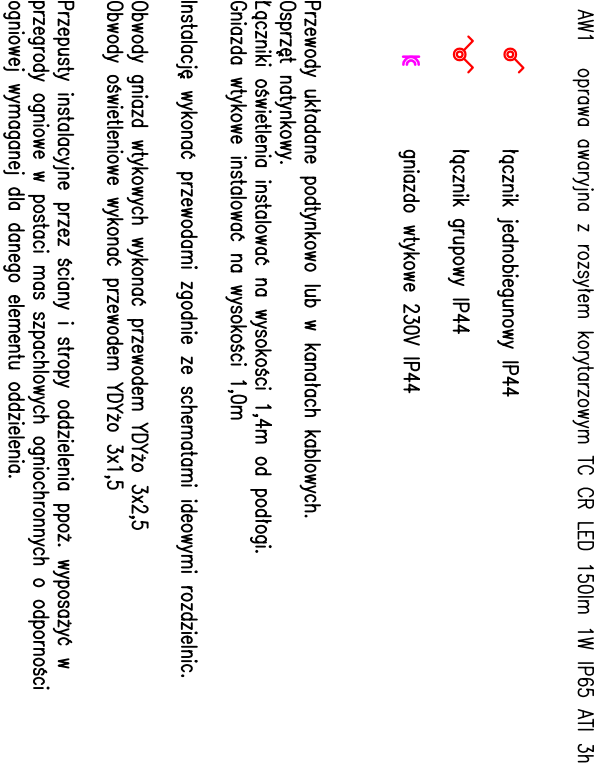 AW1 oprawa awaryjna z rozsyłem korytarzowym TC CR LED 150lm 1W IP65 ATI 3h
łącznik jednobiegunowy IP44
łącznik grupowy IP44
gniazdo wtykowe 230V IP44
Przewody układane podtynkowo lub w kanałach kablowych.
Osprzęt natynkowy.
Łączniki oświetlenia instalować na wysokości 1,4m od podłogi.
Gniazda wtykowe instalować na wysokości 1,0m
Instalację wykonać przewodami zgodnie ze schematami ideowymi rozdzielnic.
Obwody gniazd wtykowych wykonać przewodem YDYżo 3x2,5
Obwody oświetleniowe wykonać przewodem YDYżo 3x1,5
Przepusty instalacyjne przez ściany i stropy oddzielenia ppoż. wyposażyć w
przegrody ogniowe w postaci mas szpachlowych ogniochronnych o odporności
ogniowej wymaganej dla danego elementu oddzielenia.